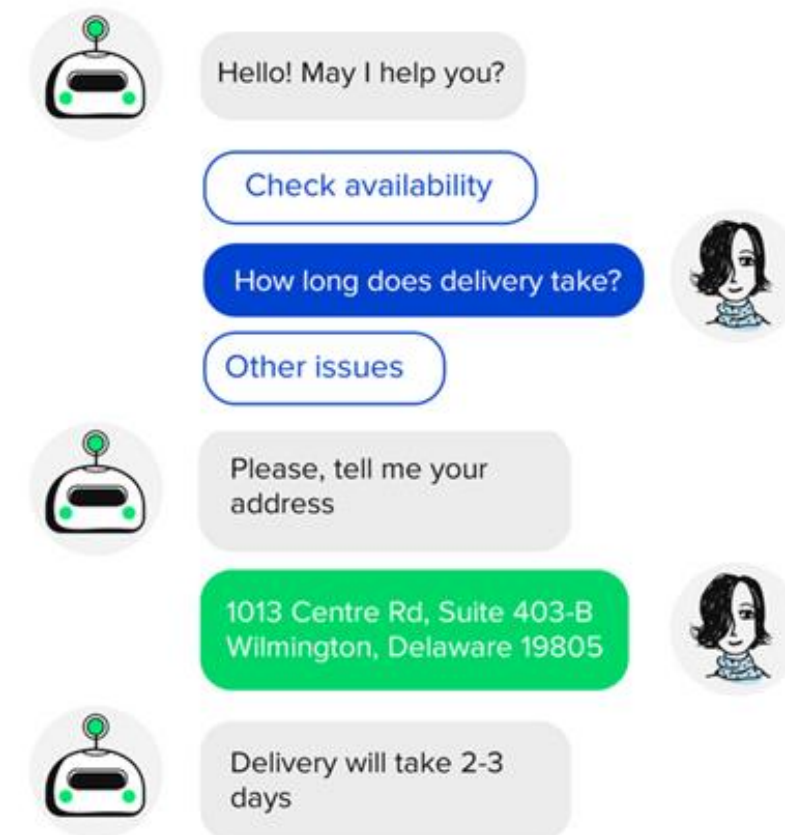 Hello! May I help you?
Check availability
How long does delivery take?
Other issues
Please, tell me your
address
1013 Centre Rd, Suite 403-B
Wilmington, Delaware 19805
Delivery will take 2-3
days